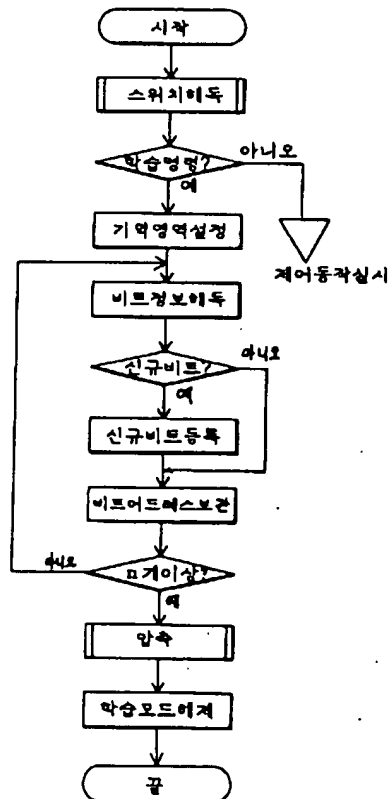 시작
스위치해독
학습명령?
아니오
예
기억영역설정
제어동작실시
비트정보해독
신규비트?
아니오
예
신규비트등록
비트어드레스보관
아니오
m개이상?
예
압축
학습모드해제
끝